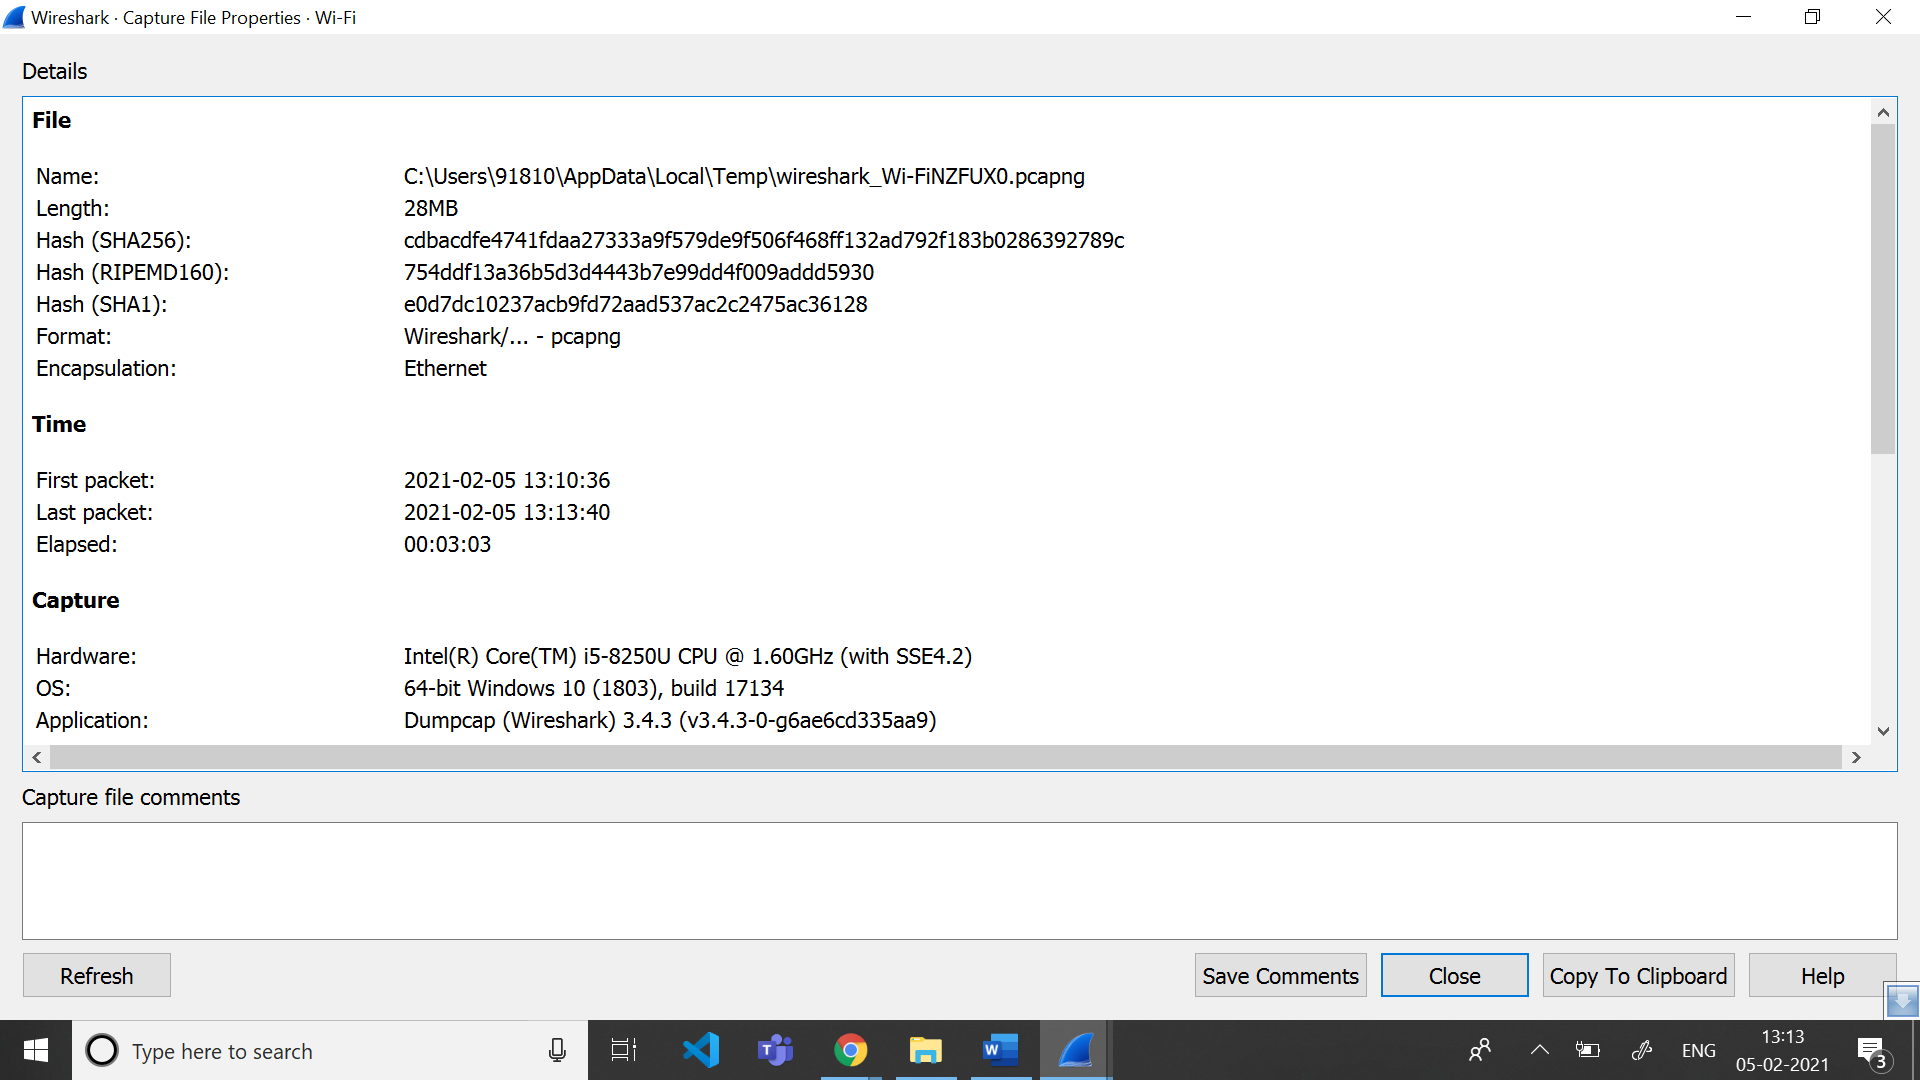 Wireshark · Capture File Properties · Wi-Fi
Details
File
Name: C:\Users\91810\AppData\Local\Temp\wireshark_Wi-FiNZFUX0.pcapng
Length: 28MB
Hash (SHA256): cdbacdfe4741fdaa27333a9f579de9f506f468ff132ad792f183b0286392789c
Hash (RIPEMD160): 754ddf13a36b5d3d4443b7e99dd4f009addd5930
Hash (SHA1): e0d7dc10237acb9fd72aad537ac2c2475ac36128
Format: Wireshark/... - pcapng
Encapsulation: Ethernet
Time
First packet: 2021-02-05 13:10:36
Last packet: 2021-02-05 13:13:40
Elapsed: 00:03:03
Capture
Hardware: Intel(R) Core(TM) i5-8250U CPU @ 1.60GHz (with SSE4.2)
OS: 64-bit Windows 10 (1803), build 17134
Application: Dumpcap (Wireshark) 3.4.3 (v3.4.3-0-g6ae6cd335aa9)
Capture file comments
Refresh Save Comments Close Copy To Clipboard Help
Type here to search
ENG
13:13
05-02-2021
3